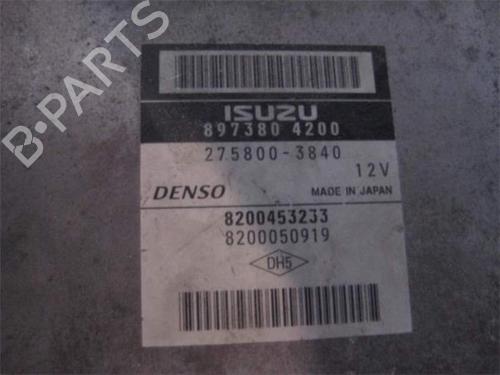 ISUZU
897380 4200
275800-3840
12V
DENSO MADE IN JAPAN
8200453233
8200050919
DH5
B-PARTS